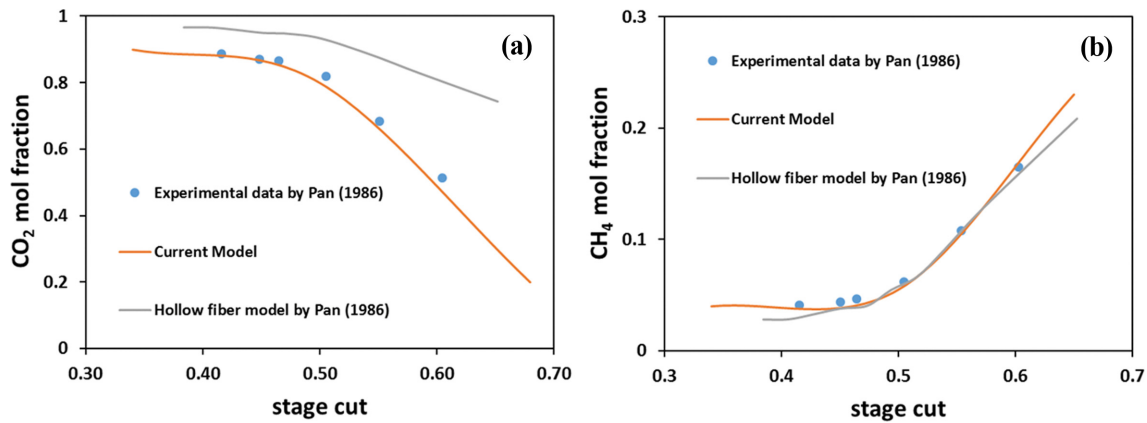 (a)
CO2 mol fraction
1
0.8
0.6
0.4
0.2
0
Experimental data by Pan (1986)
Current Model
Hollow fiber model by Pan (1986)
0.30 0.40 0.50 0.60 0.70
stage cut
(b)
CH4 mol fraction
0.3
0.2
0.1
0
Experimental data by Pan (1986)
Current Model
Hollow fiber model by Pan (1986)
0.3 0.4 0.5 0.6 0.7
stage cut